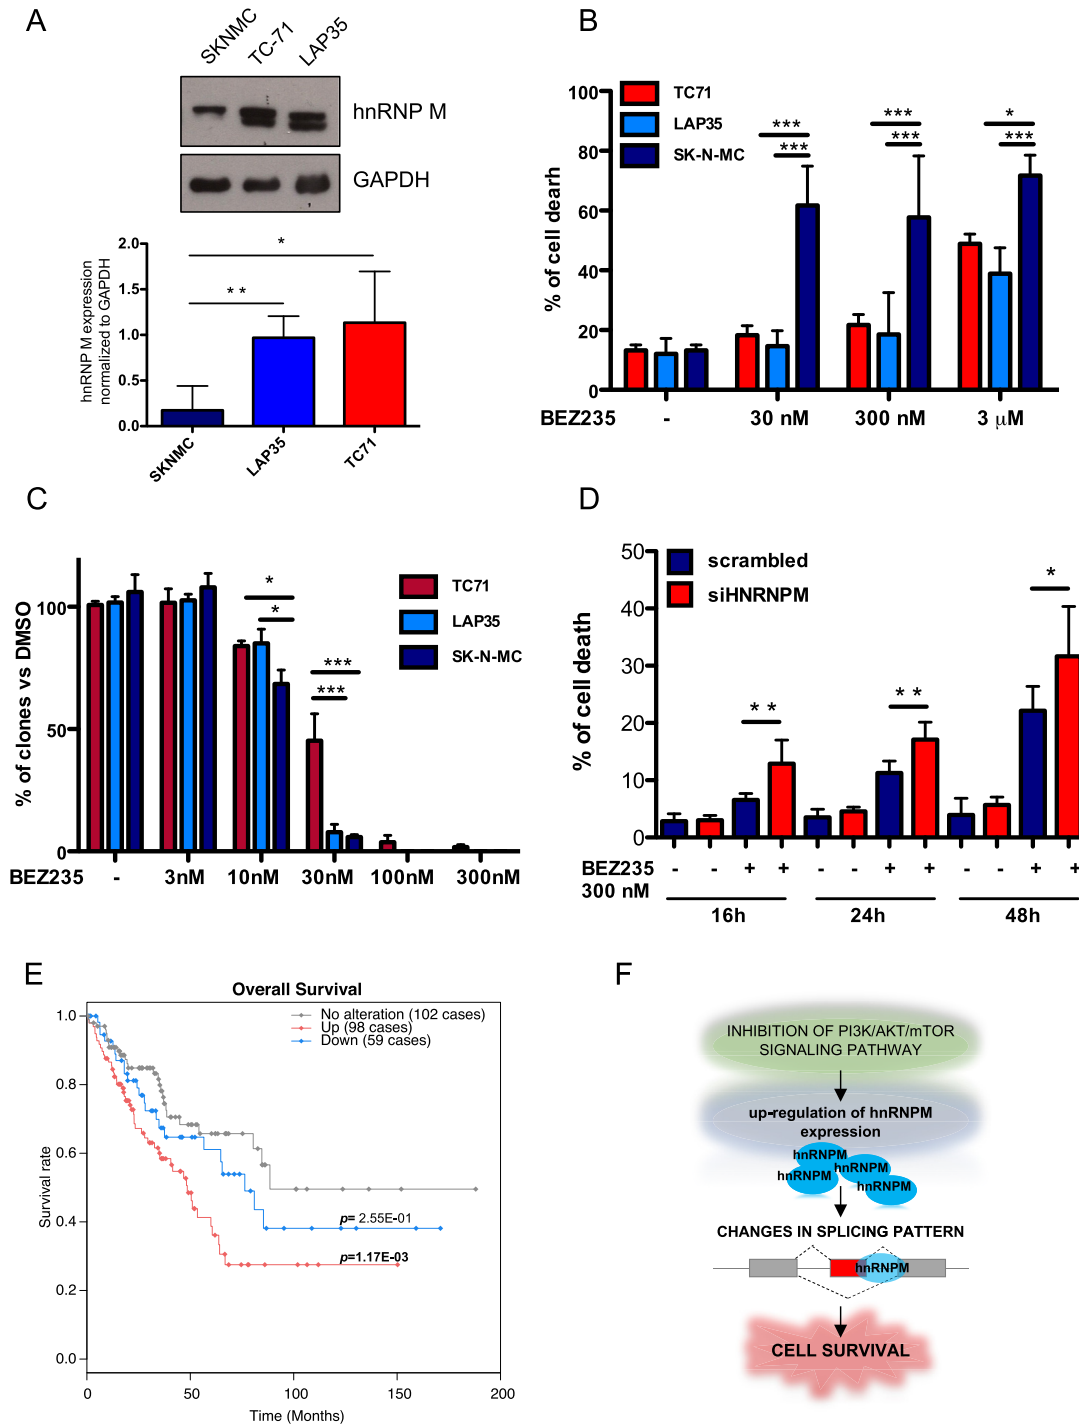 A
SKNMC
TC-71
LAP35
hnRNP M
GAPDH
hnRNP M expression
normalized to GAPDH
2.0
1.5
1.0
0.5
0.0
*
* *
SKNMC
LAP35
TC71
B
TC71
LAP35
SK-N-MC
% of cell dearh
100
80
60
40
20
0
***
***
***
***
*
***
BEZ235
-
30 nM
300 nM
3 μM
C
TC71
LAP35
SK-N-MC
% of clones vs DMSO
100
50
0
*
*
***
***
BEZ235
-
3nM
10nM
30nM
100nM
300nM
D
scrambled
siHNRNPM
% of cell death
50
40
30
20
10
0
* *
* *
*
BEZ235
300 nM
- - + +
- - + +
- - + +
16h
24h
48h
E
Overall Survival
No alteration (102 cases)
Up (98 cases)
Down (59 cases)
Survival rate
1.0
0.8
0.6
0.4
0.2
0.0
p= 2.55E-01
p=1.17E-03
0
50
100
150
200
Time (Months)
F
INHIBITION OF PI3K/AKT/mTOR
SIGNALING PATHWAY
up-regulation of hnRNPM
expression
hnRNPM
hnRNPM
hnRNPM
hnRNPM
CHANGES IN SPLICING PATTERN
hnRNPM
CELL SURVIVAL